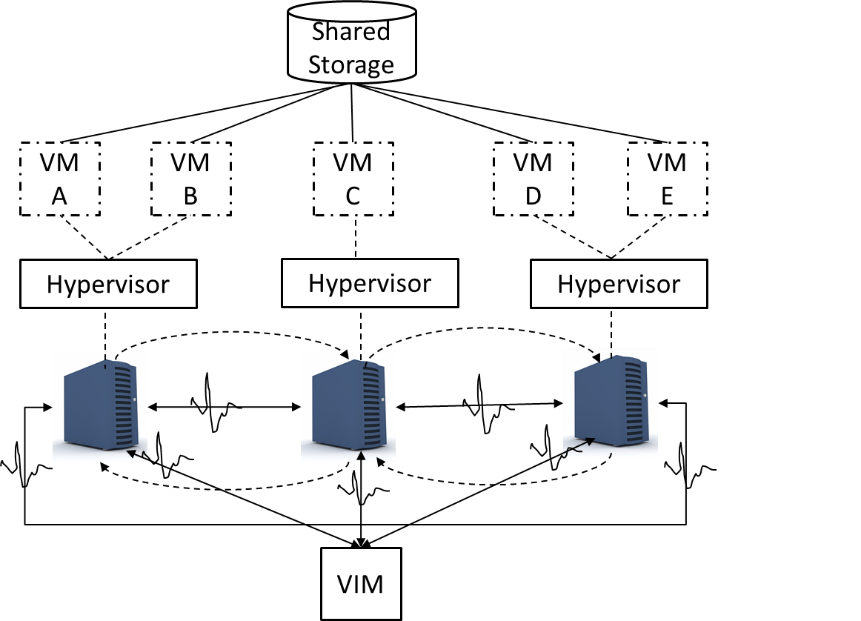 Shared
Storage
VM
A
VM
B
VM
C
VM
D
VM
E
Hypervisor
Hypervisor
Hypervisor
VIM